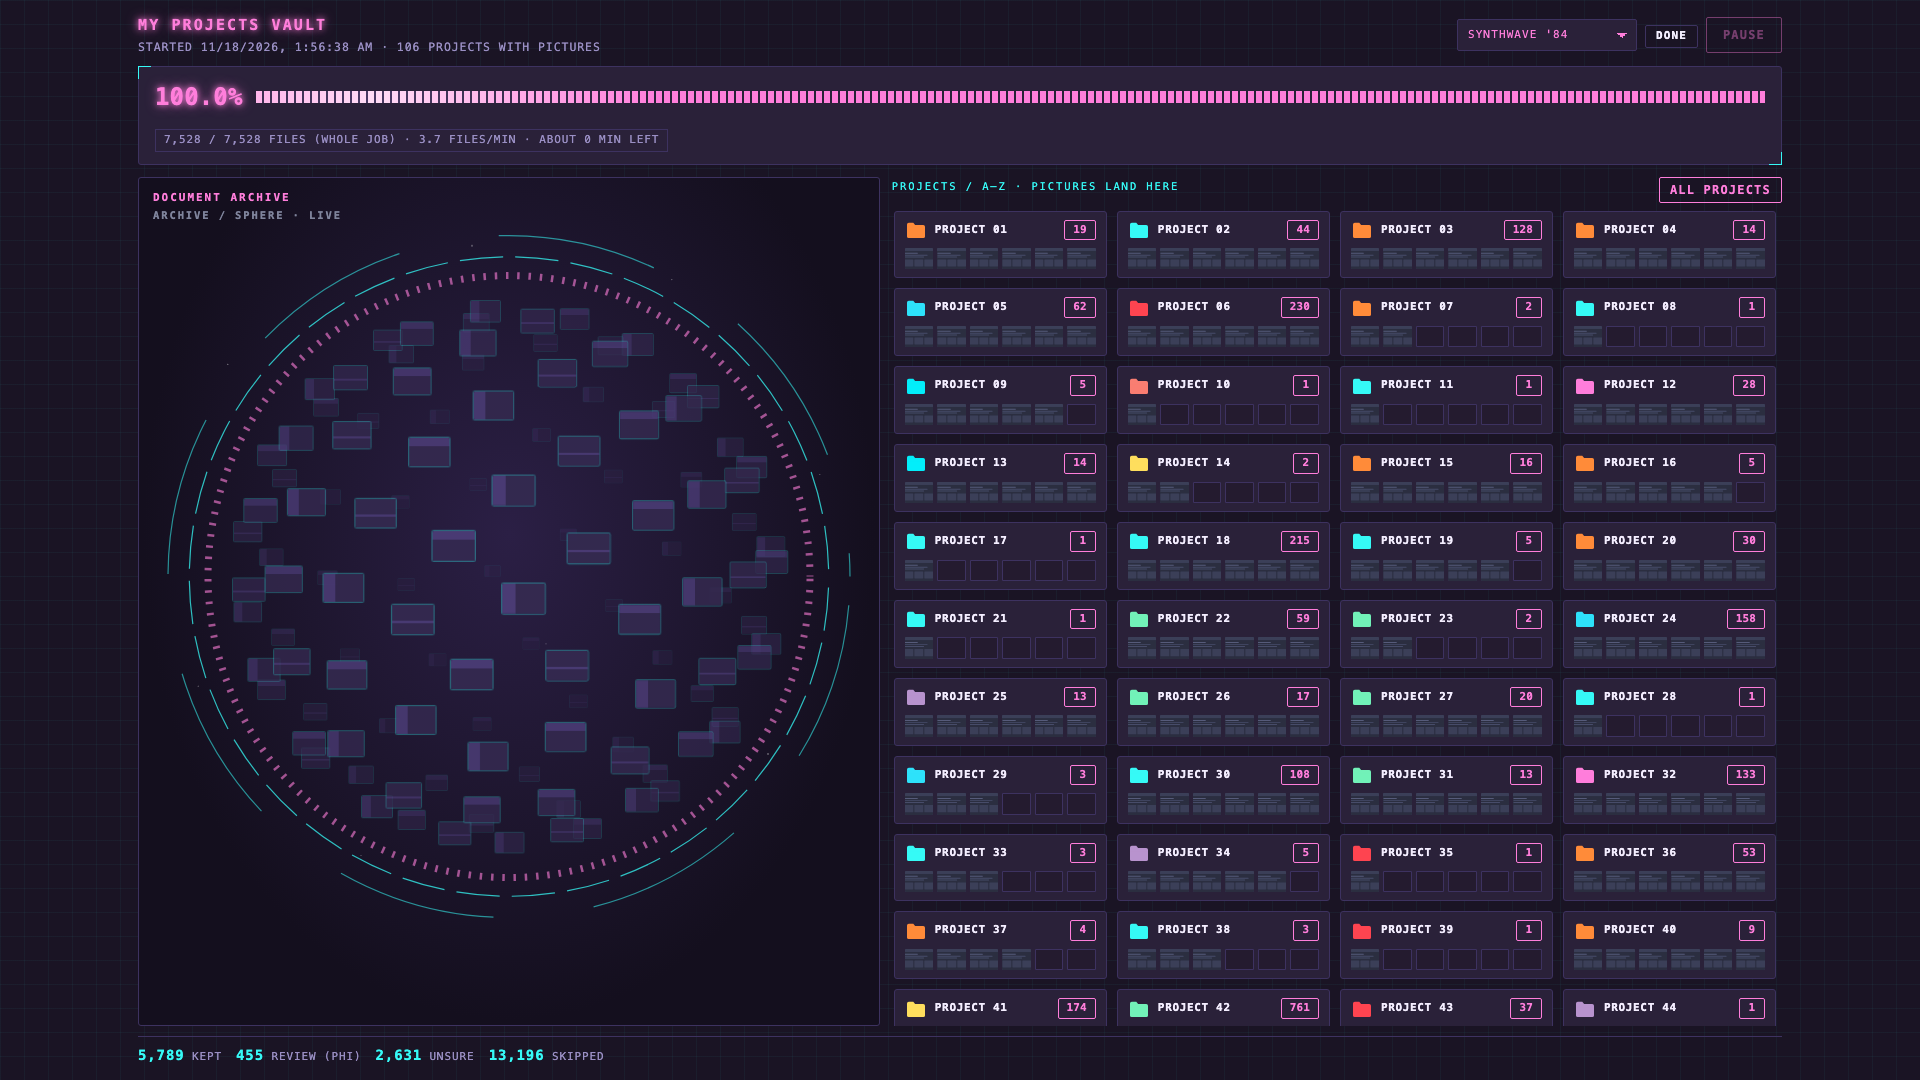 MY PROJECTS VAULT
STARTED 11/18/2026, 1:56:38 AM · 106 PROJECTS WITH PICTURES
SYNTHWAVE '84
DONE
PAUSE
100.0%
7,528 / 7,528 FILES (WHOLE JOB) · 3.7 FILES/MIN · ABOUT 0 MIN LEFT
DOCUMENT ARCHIVE
ARCHIVE / SPHERE · LIVE
PROJECTS / A—Z · PICTURES LAND HERE
ALL PROJECTS
PROJECT 01 19
PROJECT 02 44
PROJECT 03 128
PROJECT 04 14
PROJECT 05 62
PROJECT 06 230
PROJECT 07 2
PROJECT 08 1
PROJECT 09 5
PROJECT 10 1
PROJECT 11 1
PROJECT 12 28
PROJECT 13 14
PROJECT 14 2
PROJECT 15 16
PROJECT 16 5
PROJECT 17 1
PROJECT 18 215
PROJECT 19 5
PROJECT 20 30
PROJECT 21 1
PROJECT 22 59
PROJECT 23 2
PROJECT 24 158
PROJECT 25 13
PROJECT 26 17
PROJECT 27 20
PROJECT 28 1
PROJECT 29 3
PROJECT 30 108
PROJECT 31 13
PROJECT 32 133
PROJECT 33 3
PROJECT 34 5
PROJECT 35 1
PROJECT 36 53
PROJECT 37 4
PROJECT 38 3
PROJECT 39 1
PROJECT 40 9
PROJECT 41 174
PROJECT 42 761
PROJECT 43 37
PROJECT 44 1
5,789 KEPT 455 REVIEW (PHI) 2,631 UNSURE 13,196 SKIPPED